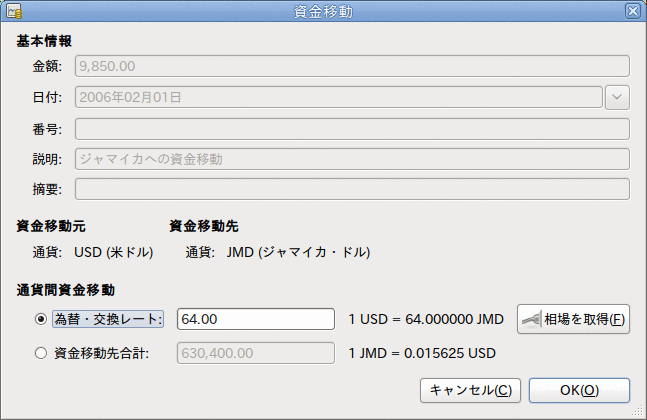 資金移動
基本情報
金額: 9,850.00
日付: 2006年02月01日
番号:
説明: ジャマイカへの資金移動
摘要:
資金移動元 資金移動先
通貨: USD (米ドル) 通貨: JMD (ジャマイカ・ドル)
通貨間資金移動
為替・交換レート: 64.00 1 USD = 64.000000 JMD 相場を取得(F)
資金移動先合計: 630,400.00 1 JMD = 0.015625 USD
キャンセル(C) OK(O)